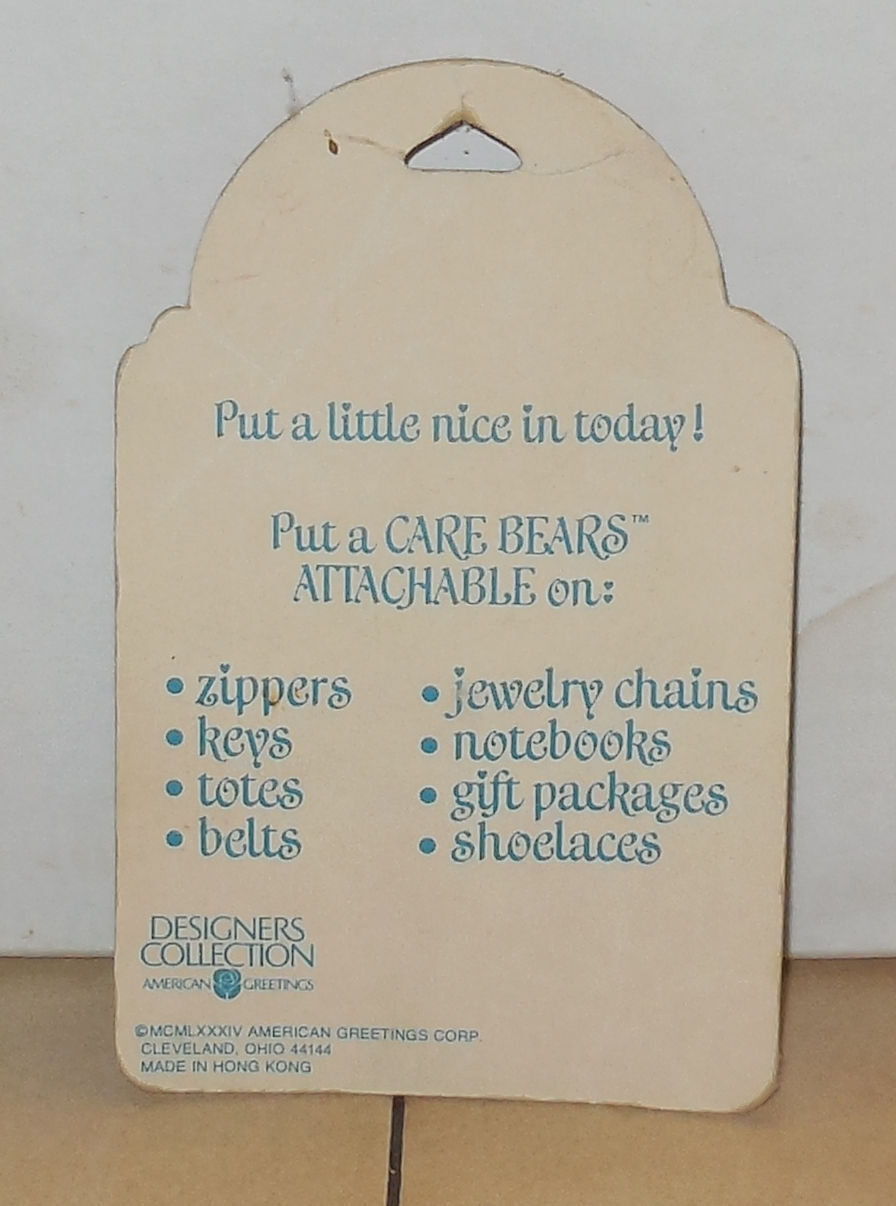 Put a little nice in today!
Put a CARE BEARS™
ATTACHABLE on:
• zippers
• keys
• totes
• belts
• jewelry chains
• notebooks
• gift packages
• shoelaces
DESIGNERS
COLLECTION
AMERICAN GREETINGS
©MCMLXXXIV AMERICAN GREETINGS CORP.
CLEVELAND, OHIO 44144
MADE IN HONG KONG